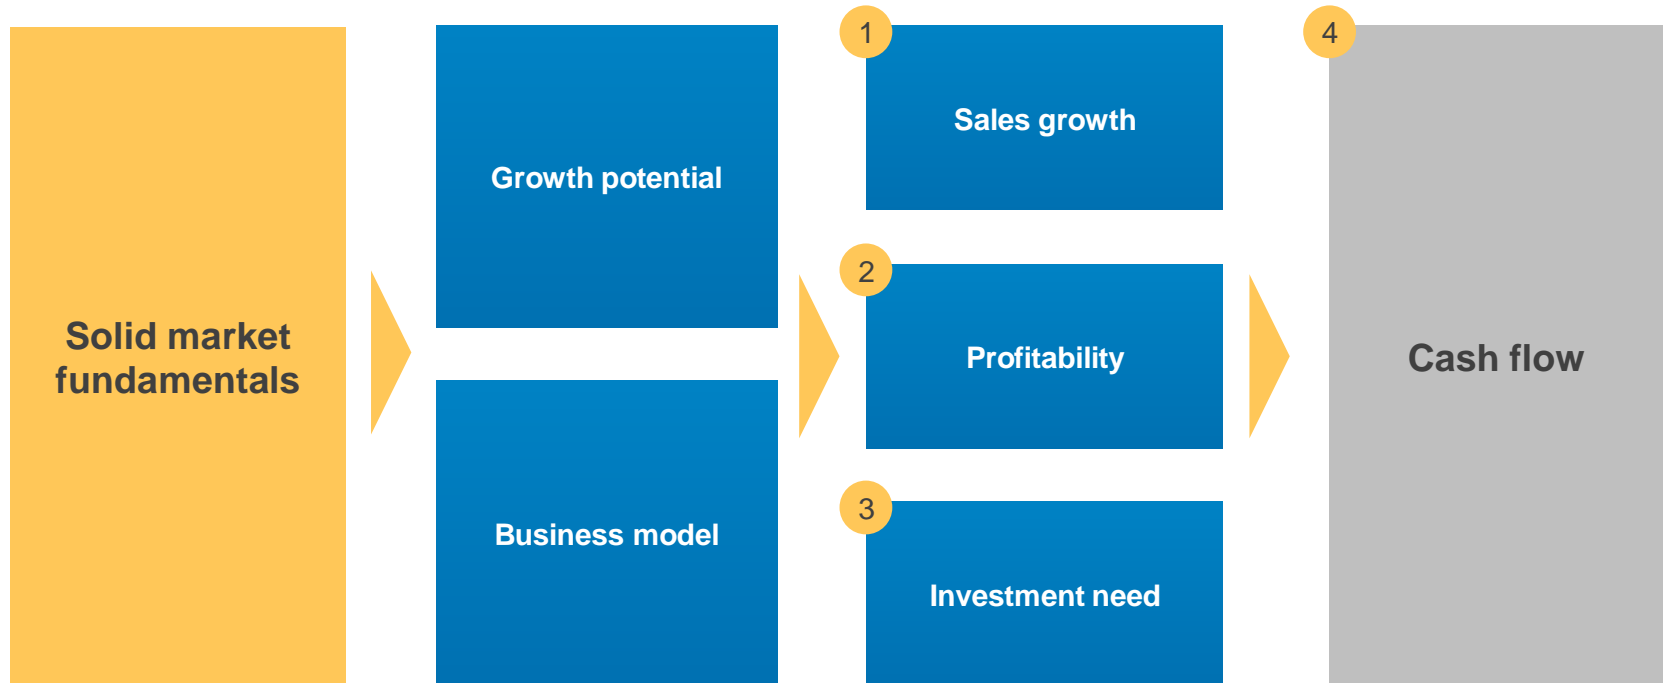 Solid market
fundamentals
Growth potential
Business model
1
Sales growth
2
Profitability
3
Investment need
4
Cash flow